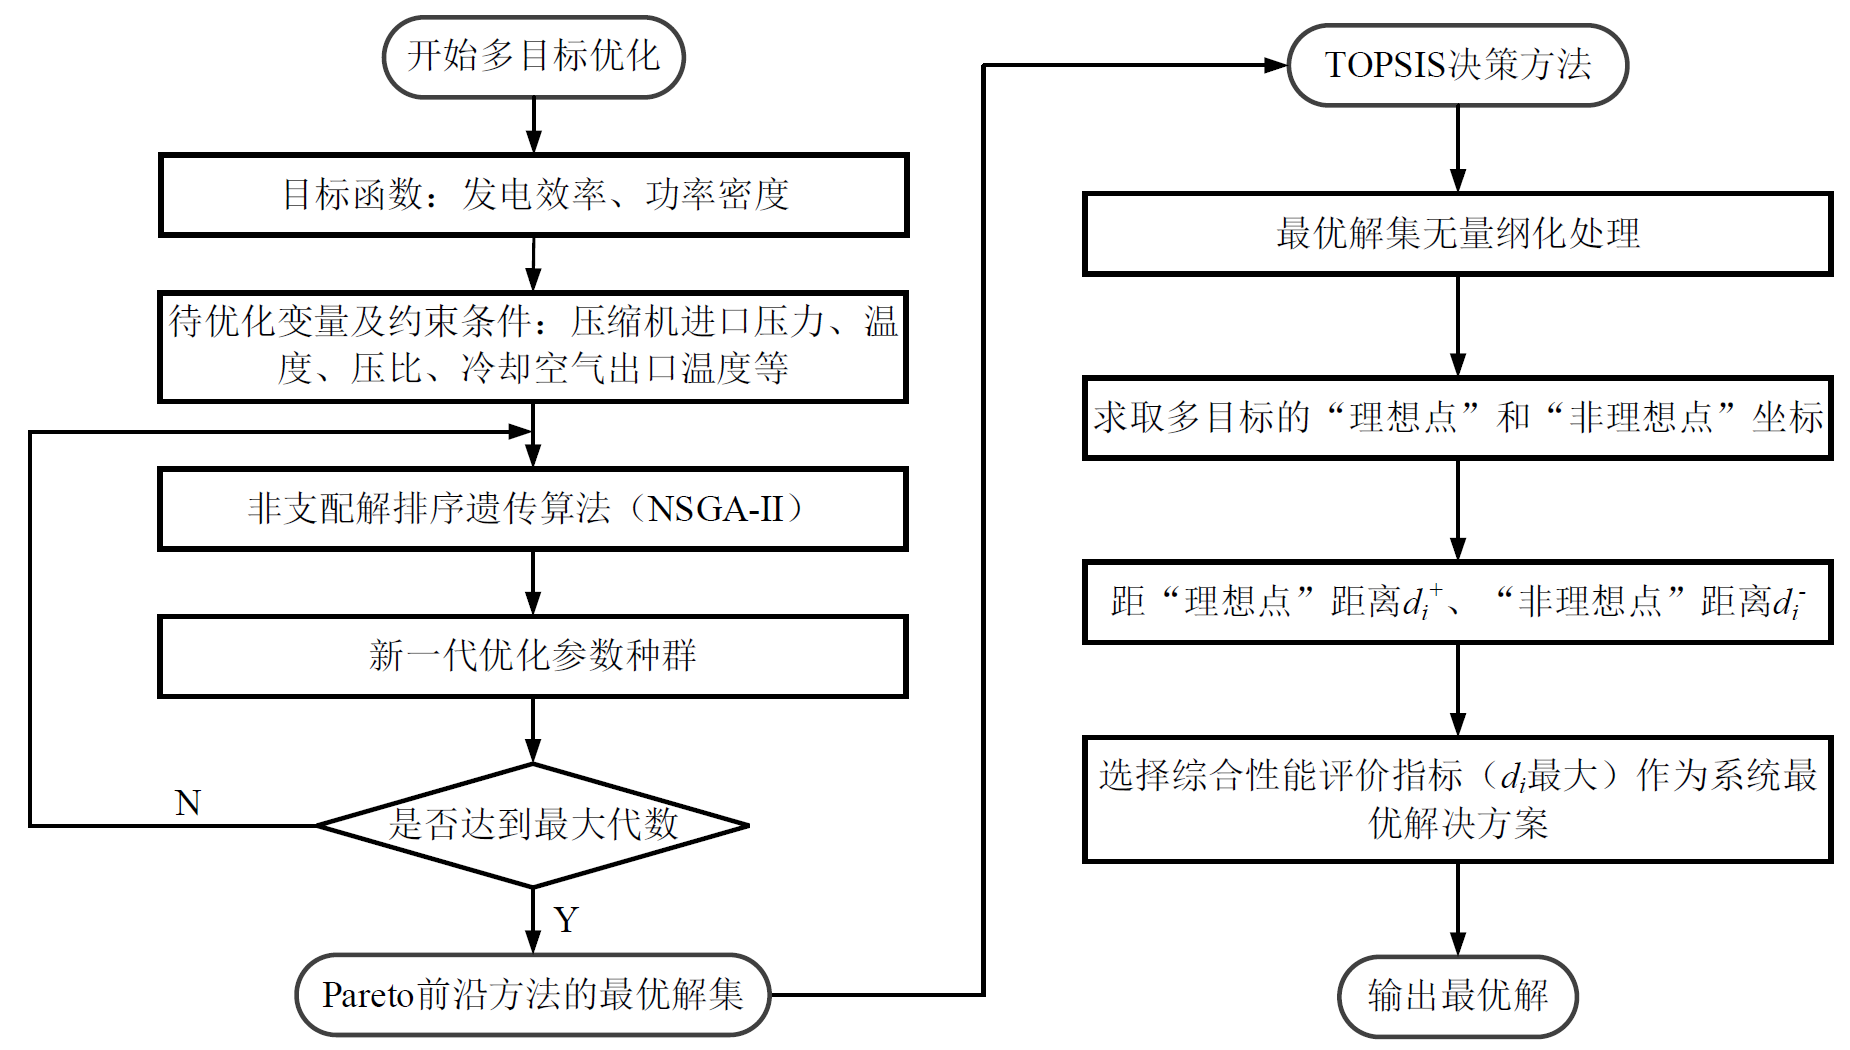 开始多目标优化
目标函数：发电效率、功率密度
待优化变量及约束条件：压缩机进口压力、温
度、压比、冷却空气出口温度等
非支配解排序遗传算法（NSGA-II）
新一代优化参数种群
是否达到最大代数
N
Y
Pareto前沿方法的最优解集
TOPSIS决策方法
最优解集无量纲化处理
求取多目标的“理想点”和“非理想点”坐标
距“理想点”距离di+、“非理想点”距离di-
选择综合性能评价指标（di最大）作为系统最
优解决方案
输出最优解